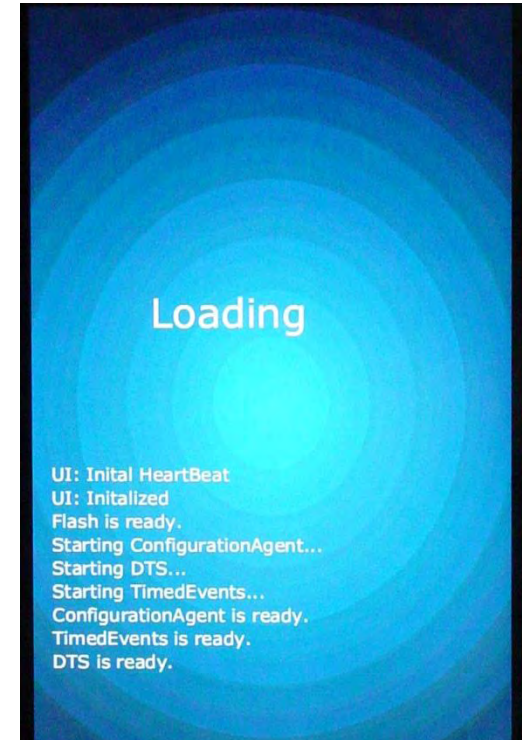 Loading
UI: Inital HeartBeat
UI: Initalized
Flash is ready.
Starting ConfigurationAgent...
Starting DTS...
Starting TimedEvents...
ConfigurationAgent is ready.
TimedEvents is ready.
DTS is ready.